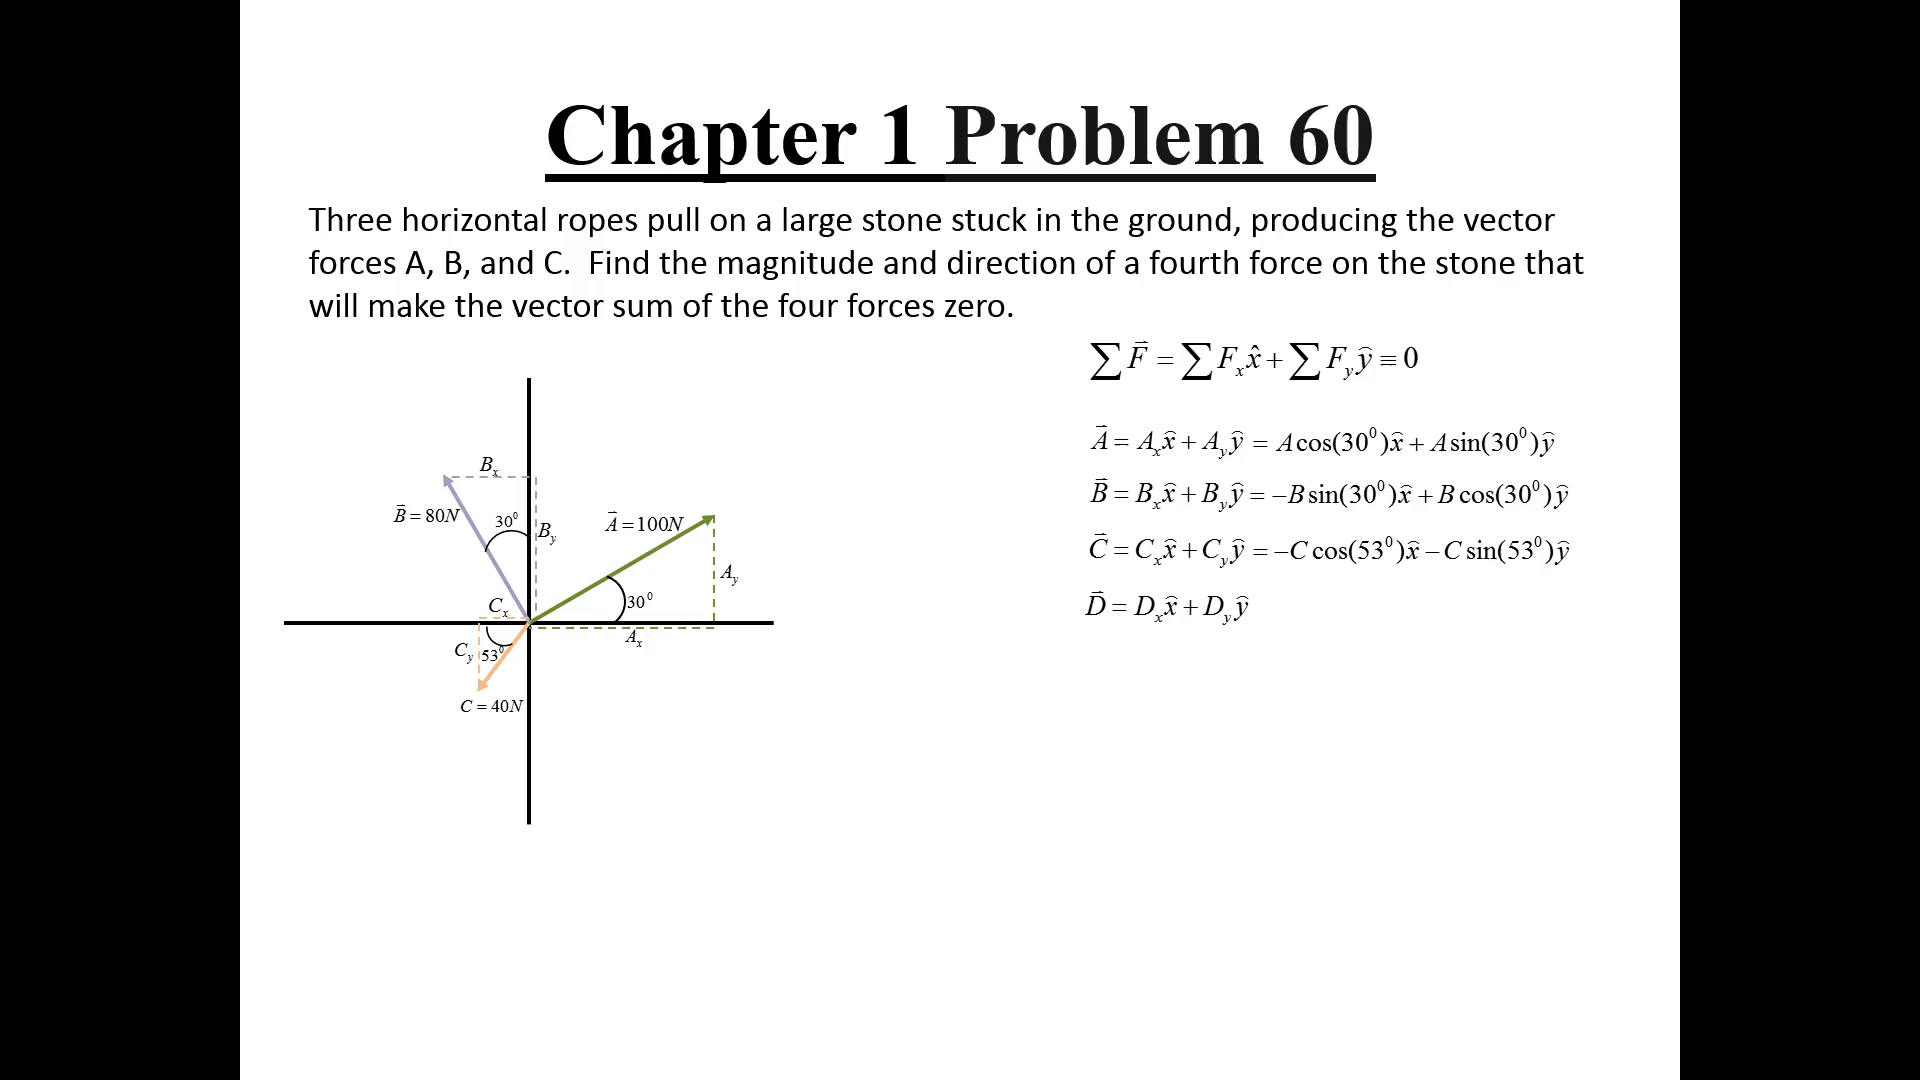 Chapter 1 Problem 60
Three horizontal ropes pull on a large stone stuck in the ground, producing the vector
forces A, B, and C.  Find the magnitude and direction of a fourth force on the stone that
will make the vector sum of the four forces zero.
∑F⃗ = ∑Fₓx̂ + ∑F_yŷ ≡ 0
A⃗ = Aₓx̂ + A_yŷ = A cos(30⁰)x̂ + A sin(30⁰)ŷ
B⃗ = Bₓx̂ + B_yŷ = −B sin(30⁰)x̂ + B cos(30⁰)ŷ
C⃗ = Cₓx̂ + C_yŷ = −C cos(53⁰)x̂ − C sin(53⁰)ŷ
D⃗ = Dₓx̂ + D_yŷ
Bₓ
B⃗ = 80N
30⁰
B_y
A⃗ = 100N
A_y
30⁰
Aₓ
Cₓ
C_y
53⁰
C = 40N